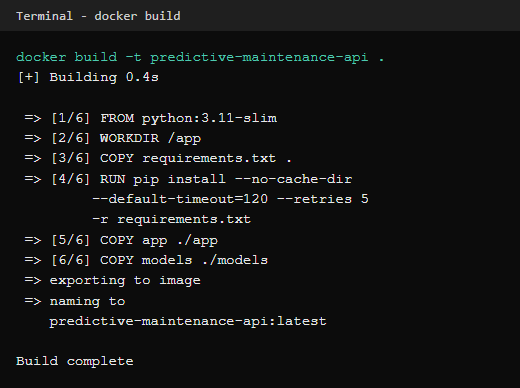 Terminal - docker build
docker build -t predictive-maintenance-api .
[+] Building 0.4s
=> [1/6] FROM python:3.11-slim
=> [2/6] WORKDIR /app
=> [3/6] COPY requirements.txt .
=> [4/6] RUN pip install --no-cache-dir
--default-timeout=120 --retries 5
-r requirements.txt
=> [5/6] COPY app ./app
=> [6/6] COPY models ./models
=> exporting to image
=> naming to
predictive-maintenance-api:latest
Build complete